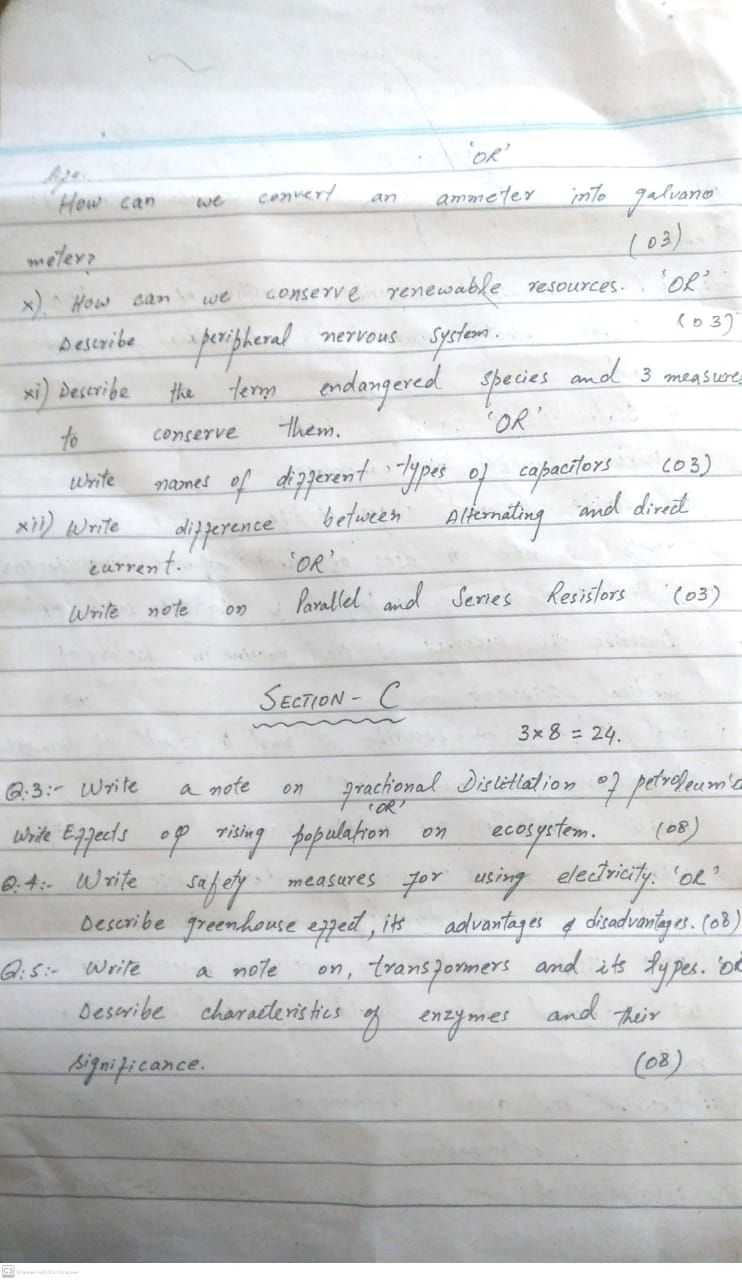 'OR'
How can we convert an ammeter into galvano
meter? (03)
x) How can we conserve renewable resources. 'OR'
Describe peripheral nervous system. (03)
xi) Describe the term endangered species and 3 measures
to conserve them. 'OR'
Write names of different types of capacitors (03)
xii) Write difference between Alternating and direct
current. 'OR'
Write note on Parallel and Series Resistors (03)
SECTION - C
3x8 = 24.
Q.3:- Write a note on fractional Distillation of petroleum
'OR'
Write Effects of rising population on ecosystem. (08)
Q.4:- Write safety measures for using electricity. 'OR'
Describe greenhouse effect, its advantages & disadvantages. (08)
Q:5:- Write a note on, transformers and its types. 'OR
Describe characteristics of enzymes and their
significance. (08)
CS Scanned with CamScanner